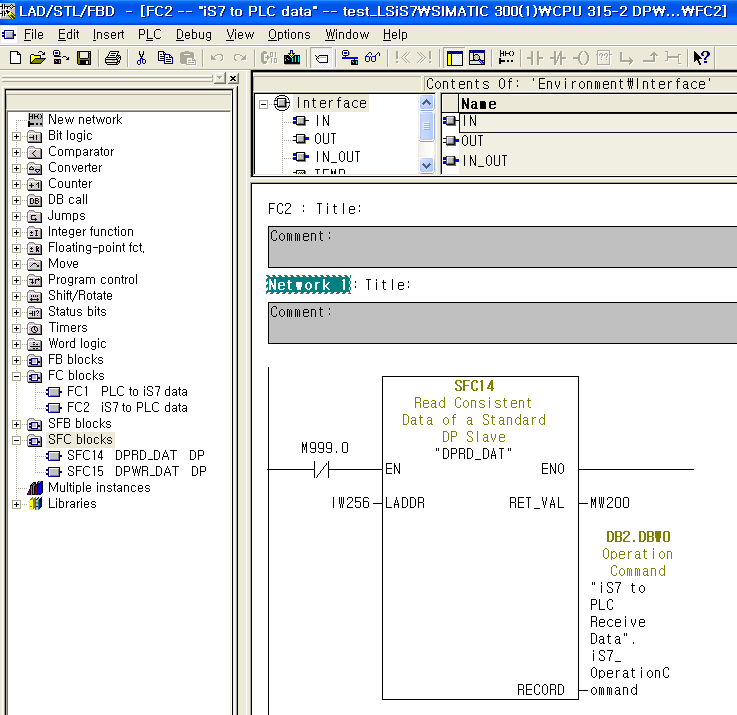 LAD/STL/FBD - [FC2 -- "iS7 to PLC data" -- test_LSiS7₩SIMATIC 300(1)₩CPU 315-2 DP₩...₩FC2]
File Edit Insert PLC Debug View Options Window Help
Contents Of: 'Environment₩Interface'
Interface
IN
OUT
IN_OUT
TEMP
Name
IN
OUT
IN_OUT
New network
Bit logic
Comparator
Converter
Counter
DB call
Jumps
Integer function
Floating-point fct.
Move
Program control
Shift/Rotate
Status bits
Timers
Word logic
FB blocks
FC blocks
FC1 PLC to iS7 data
FC2 iS7 to PLC data
SFB blocks
SFC blocks
SFC14 DPRD_DAT DP
SFC15 DPWR_DAT DP
Multiple instances
Libraries
FC2 : Title:
Comment:
Network 1: Title:
Comment:
SFC14
Read Consistent
Data of a Standard
DP Slave
"DPRD_DAT"
M999.0
EN ENO
IW256 LADDR RET_VAL MW200
DB2.DBW0
Operation
Command
"iS7 to
PLC
Receive
Data".
iS7_
OperationC
RECORD ommand